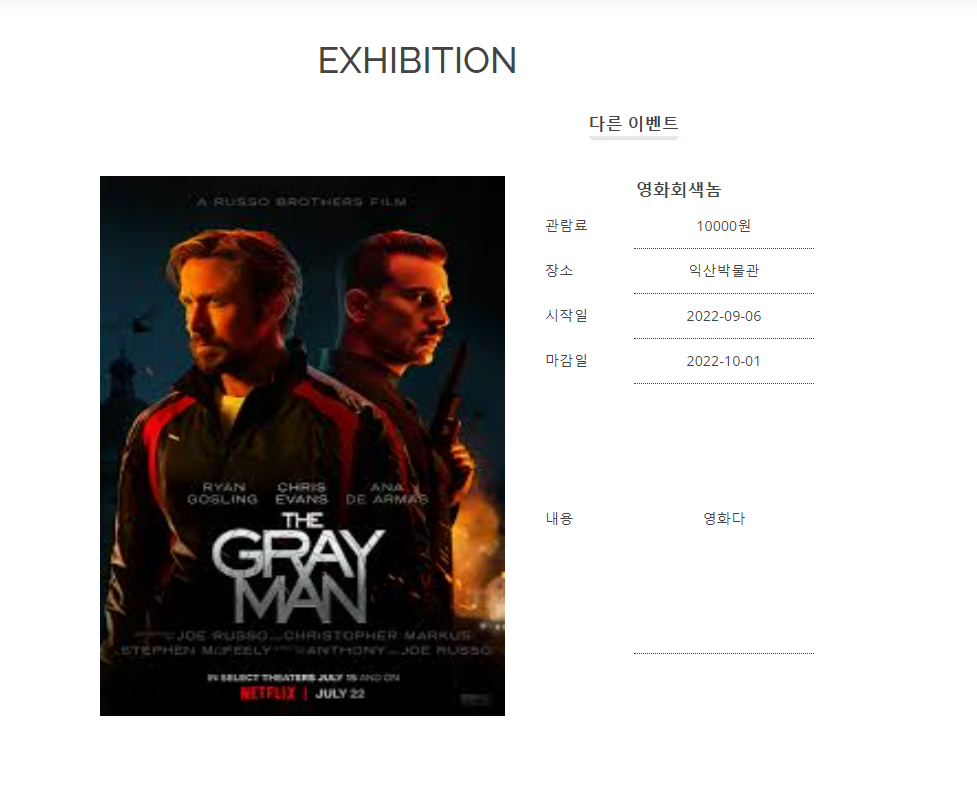 EXHIBITION
다른 이벤트
A RUSSO BROTHERS FILM
RYAN GOSLING CHRIS EVANS ANA DE ARMAS
THE
GRAY
MAN
JOE RUSSO CHRISTOPHER MARKUS
STEPHEN McFEELY ANTHONY JOE RUSSO
IN SELECT THEATERS JULY 15 AND ON
NETFLIX | JULY 22
영화회색놈
관람료 10000원
장소 익산박물관
시작일 2022-09-06
마감일 2022-10-01
내용 영화다